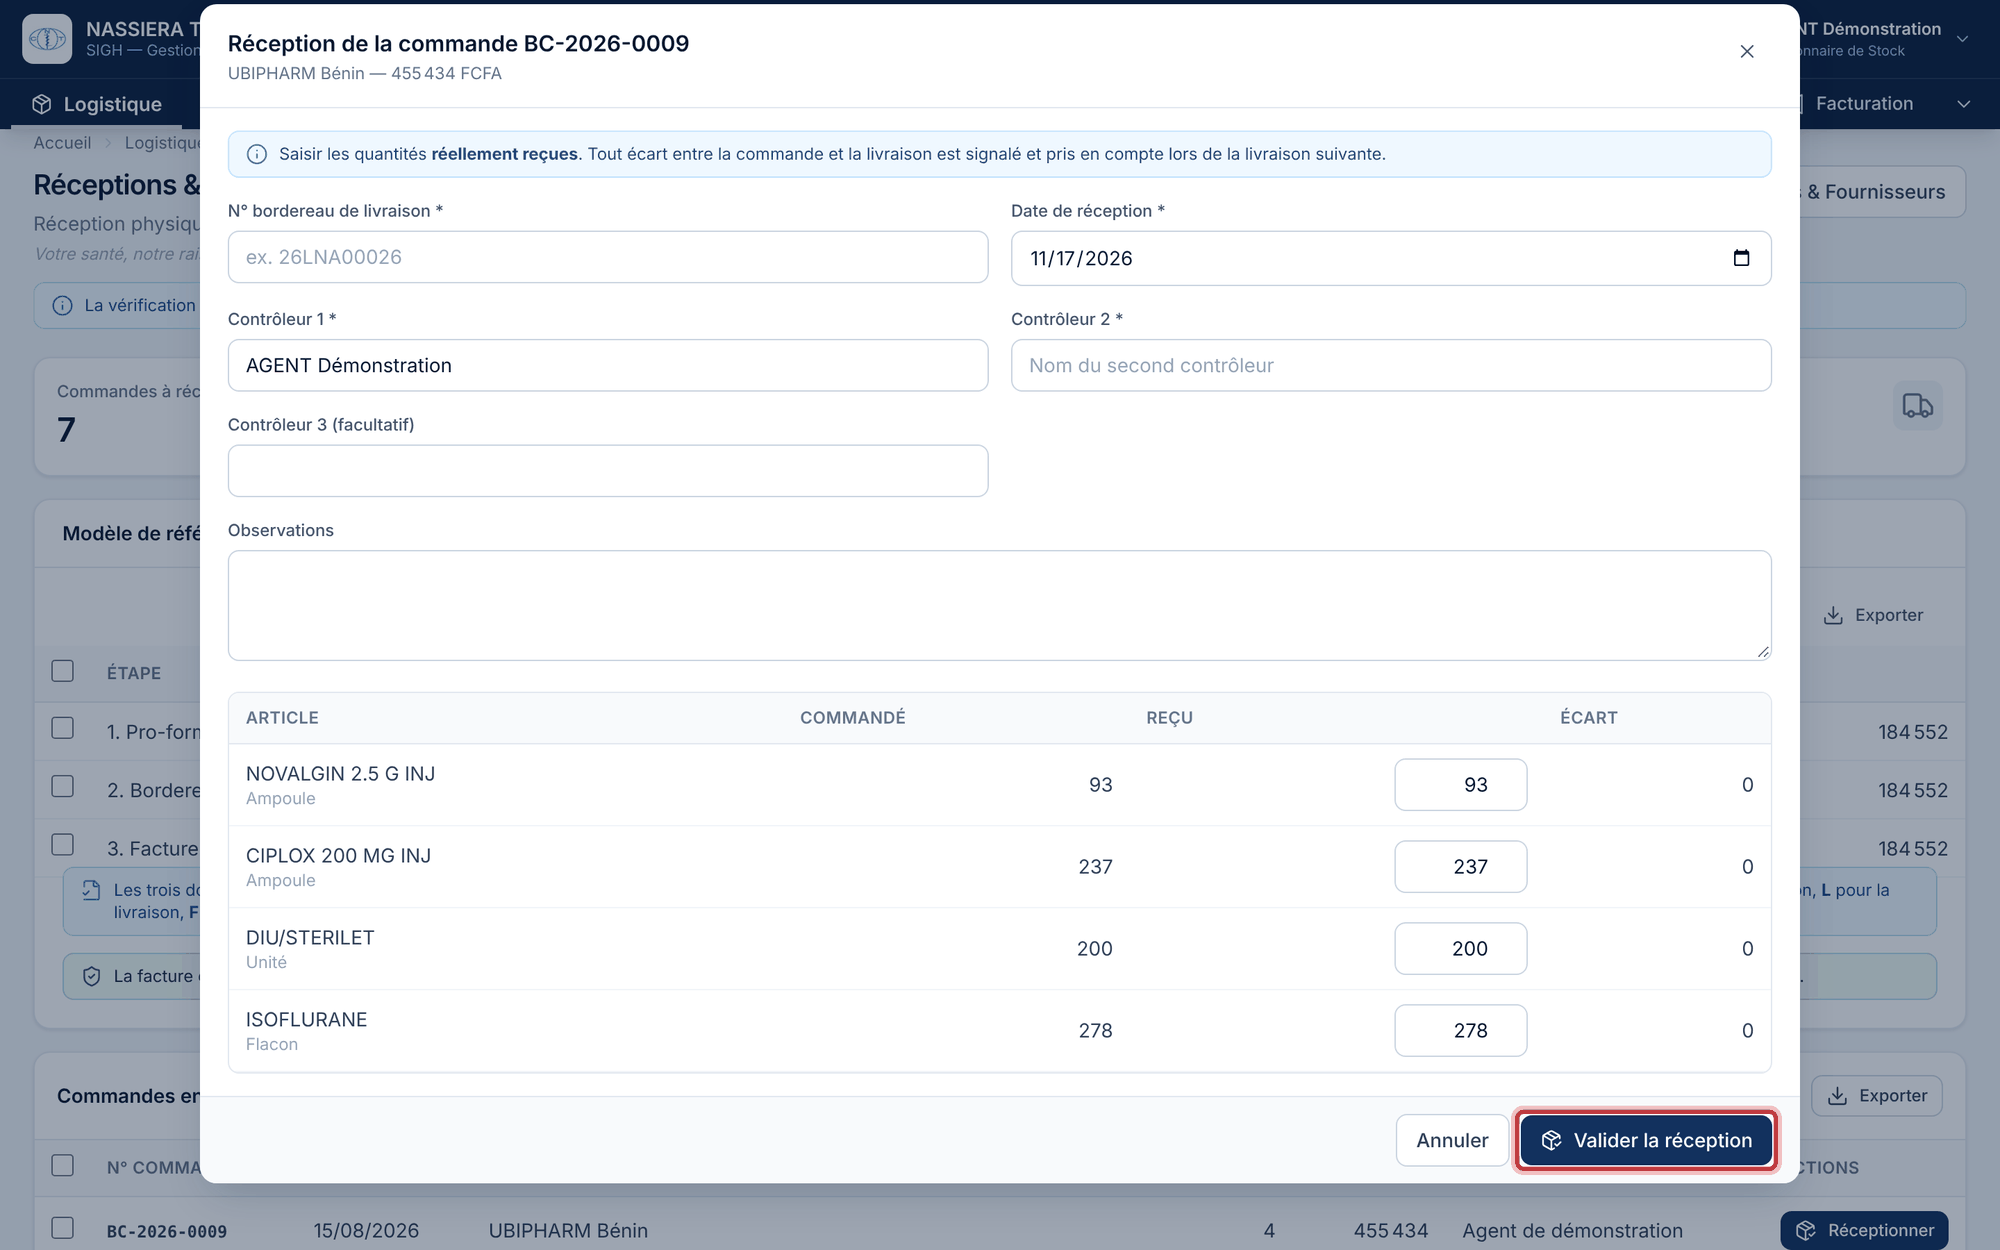 NASSIERA T
SIGH — Gestion
NT Démonstration
onnaire de Stock
Logistique
Facturation
Accueil > Logistique
Réceptions &
Réception physiqu
Votre santé, notre rai
s & Fournisseurs
La vérification
Commandes à réc
7
Modèle de réfé
Exporter
ÉTAPE
1. Pro-forn
184 552
2. Bordere
184 552
3. Facture
184 552
Les trois do
n, L pour la
livraison, F
La facture
Commandes en
Exporter
N° COMMA
CTIONS
BC-2026-0009 15/08/2026 UBIPHARM Bénin 4 455 434 Agent de démonstration Réceptionner
Réception de la commande BC-2026-0009
UBIPHARM Bénin — 455 434 FCFA
Saisir les quantités réellement reçues. Tout écart entre la commande et la livraison est signalé et pris en compte lors de la livraison suivante.
N° bordereau de livraison *
Date de réception *
ex. 26LNA00026
11/17/2026
Contrôleur 1 *
Contrôleur 2 *
AGENT Démonstration
Nom du second contrôleur
Contrôleur 3 (facultatif)
Observations
ARTICLE COMMANDÉ REÇU ÉCART
NOVALGIN 2.5 G INJ
Ampoule
93 93 0
CIPLOX 200 MG INJ
Ampoule
237 237 0
DIU/STERILET
Unité
200 200 0
ISOFLURANE
Flacon
278 278 0
Annuler
Valider la réception